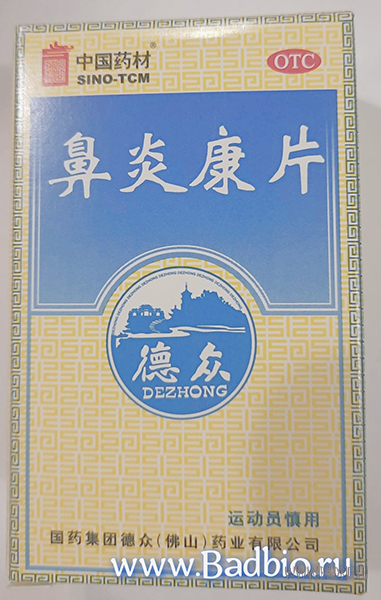 中国药材®
SINO-TCM
OTC
鼻炎康片
德众
DEZHONG
运动员慎用
国药集团德众(佛山)药业有限公司
www.Badbio.ru